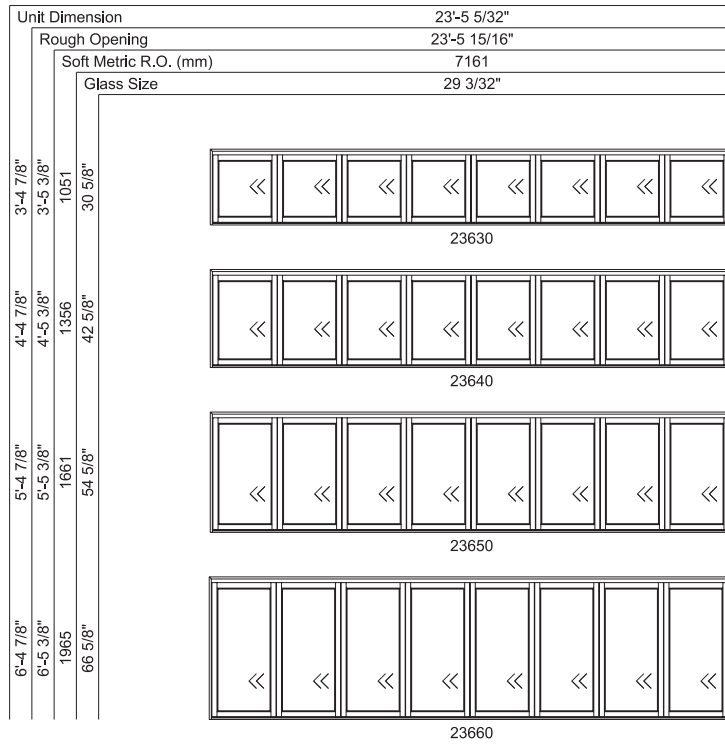 Unit Dimension 23'-5 5/32"
Rough Opening 23'-5 15/16"
Soft Metric R.O. (mm) 7161
Glass Size 29 3/32"
3'-4 7/8" 3'-5 3/8" 1051 30 5/8"
23630
4'-4 7/8" 4'-5 3/8" 1356 42 5/8"
23640
5'-4 7/8" 5'-5 3/8" 1661 54 5/8"
23650
6'-4 7/8" 6'-5 3/8" 1965 66 5/8"
23660